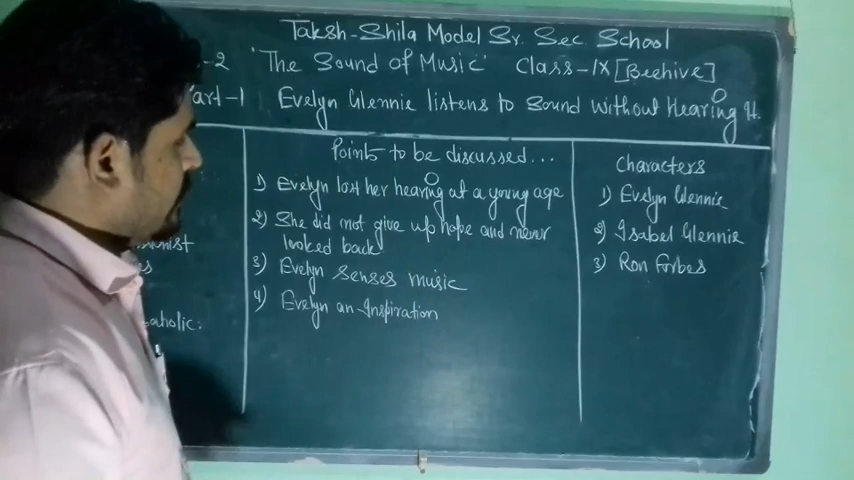 Taksh-Shila Model Sr. Sec School
-2 'The Sound of Music' Class-IX [Beehive]
art-1 Evelyn Glennie listens to Sound without Hearing It.
Points to be discussed...
1) Evelyn lost her hearing at a young age
2) She did not give up hope and never
looked back
3) Evelyn senses music
4) Evelyn an Inspiration
Characters
1) Evelyn Glennie
2) Isabel Glennie
3) Ron Forbes